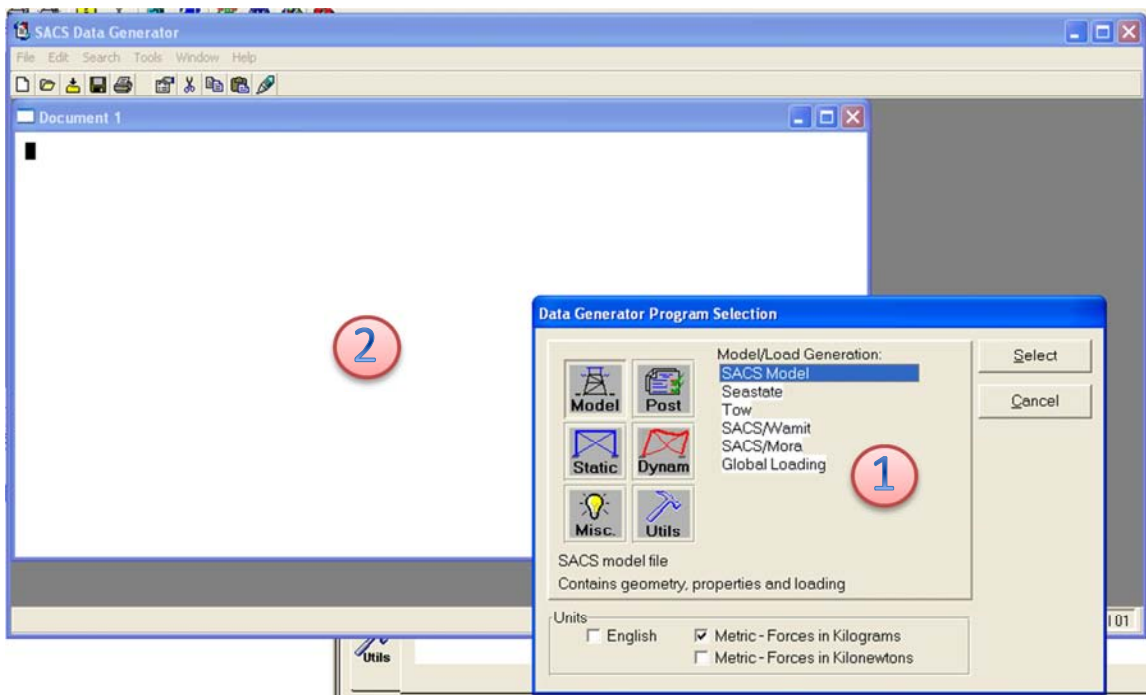 SACS Data Generator
File Edit Search Tools Window Help
Document 1
2
Data Generator Program Selection
Model/Load Generation:
SACS Model
Seastate
Tow
SACS/Wamit
SACS/Mora
Global Loading
Model Post
Static Dynam
Misc. Utils
Select
Cancel
1
SACS model file
Contains geometry, properties and loading
Units
English
Metric - Forces in Kilograms
Metric - Forces in Kilonewtons
Utils